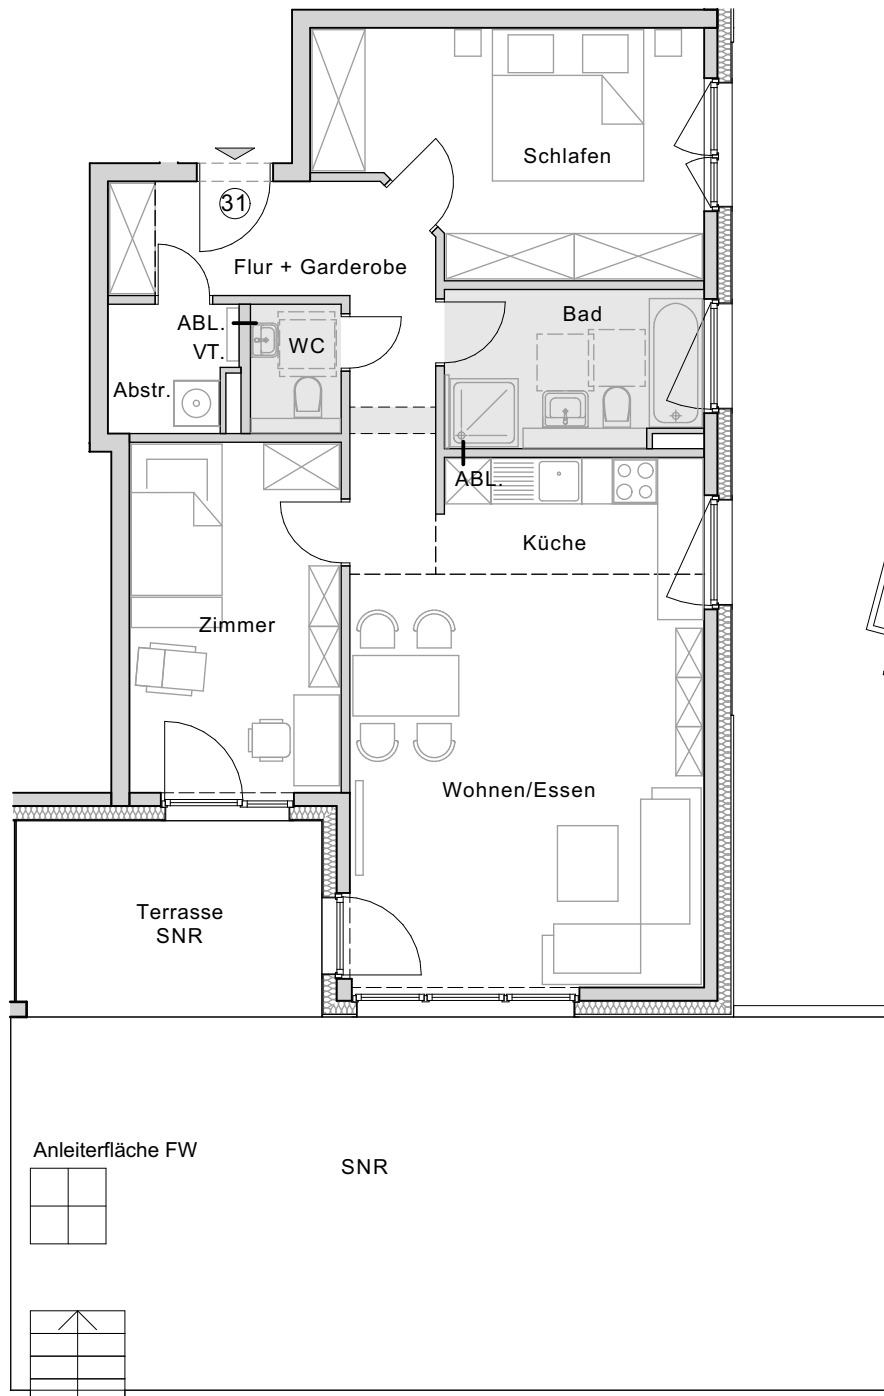 Schlafen
31
Flur + Garderobe
Bad
ABL.
VT.
WC
Abstr.
ABL.
Küche
Zimmer
Wohnen/Essen
Terrasse
SNR
Anleiterfläche FW
SNR